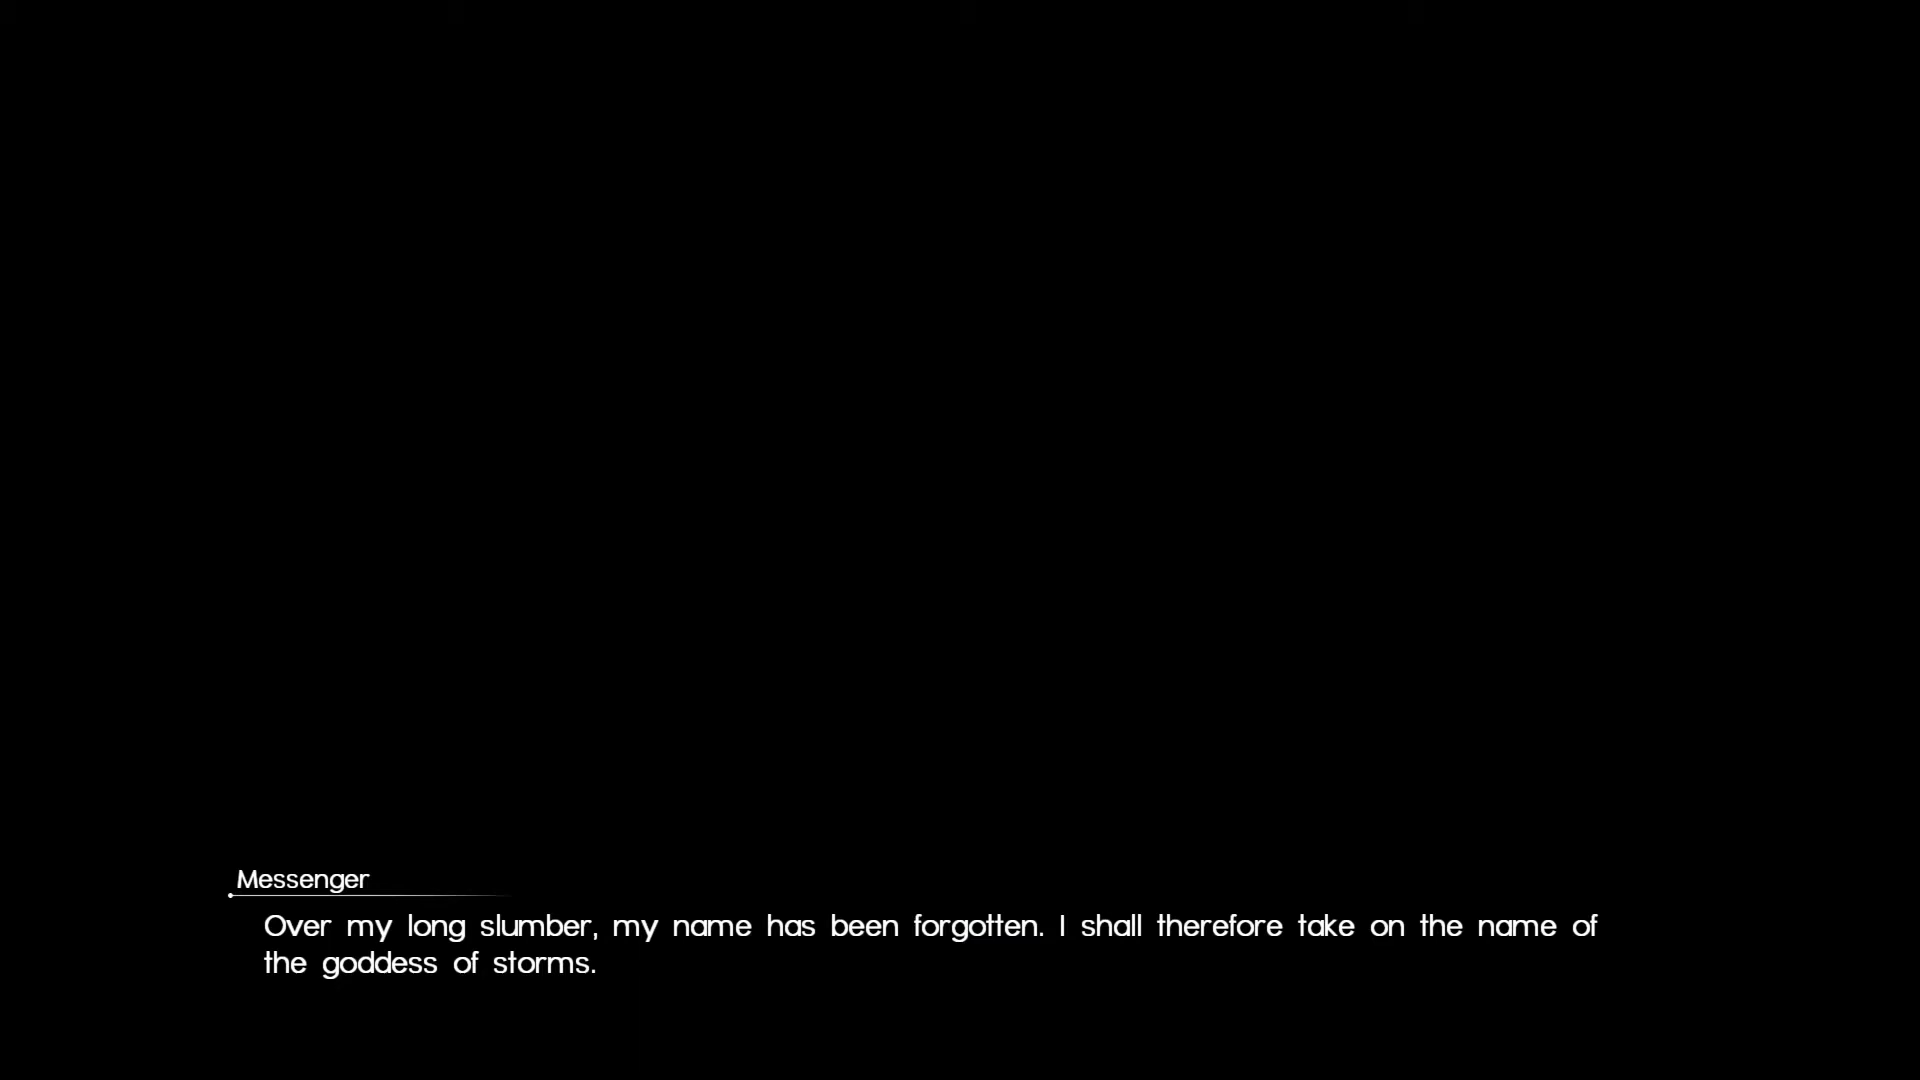 Messenger
Over my long slumber, my name has been forgotten. I shall therefore take on the name of
the goddess of storms.